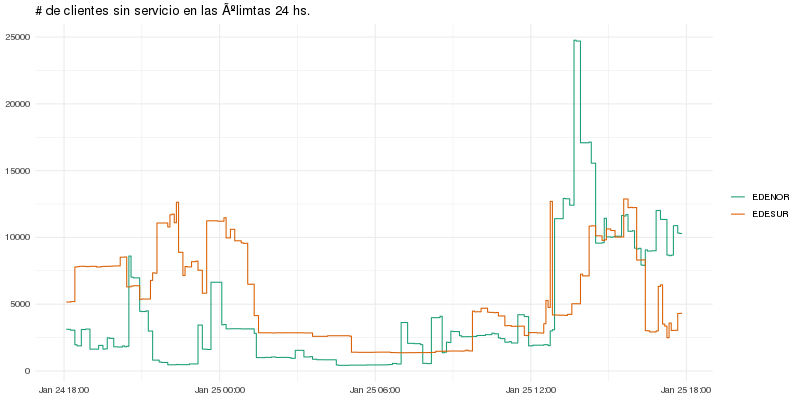 # de clientes sin servicio en las Ãºlimtas 24 hs.
25000
20000
15000
10000
5000
0
Jan 24 18:00
Jan 25 00:00
Jan 25 06:00
Jan 25 12:00
Jan 25 18:00
EDENOR
EDESUR